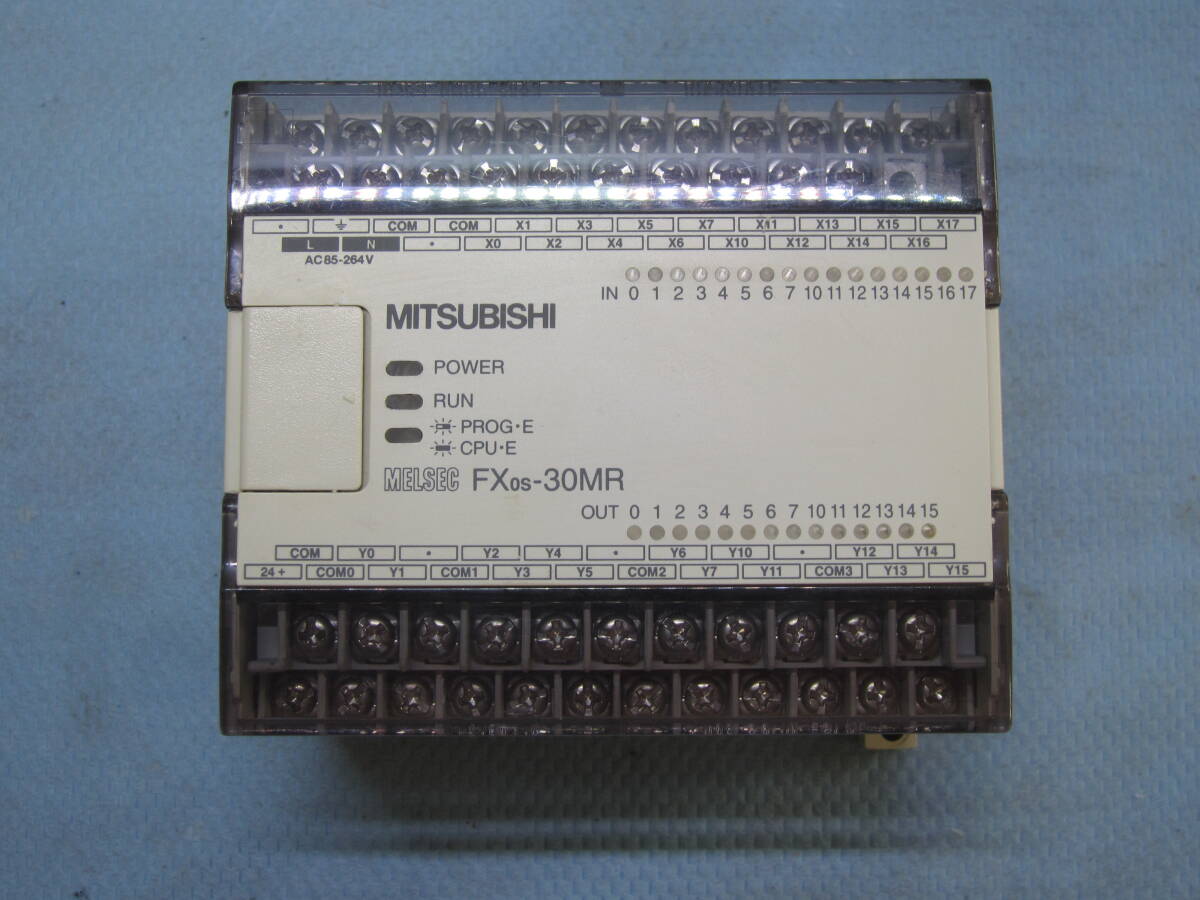 • ⏚ COM COM X1 X3 X5 X7 X11 X13 X15 X17
L N • X0 X2 X4 X6 X10 X12 X14 X16
AC85-264V
IN 0 1 2 3 4 5 6 7 10 11 12 13 14 15 16 17
MITSUBISHI
POWER
RUN
PROG•E
CPU•E
MELSEC FX0S-30MR
OUT 0 1 2 3 4 5 6 7 10 11 12 13 14 15
COM Y0 • Y2 Y4 • Y6 Y10 • Y12 Y14
24+ COM0 Y1 COM1 Y3 Y5 COM2 Y7 Y11 COM3 Y13 Y15